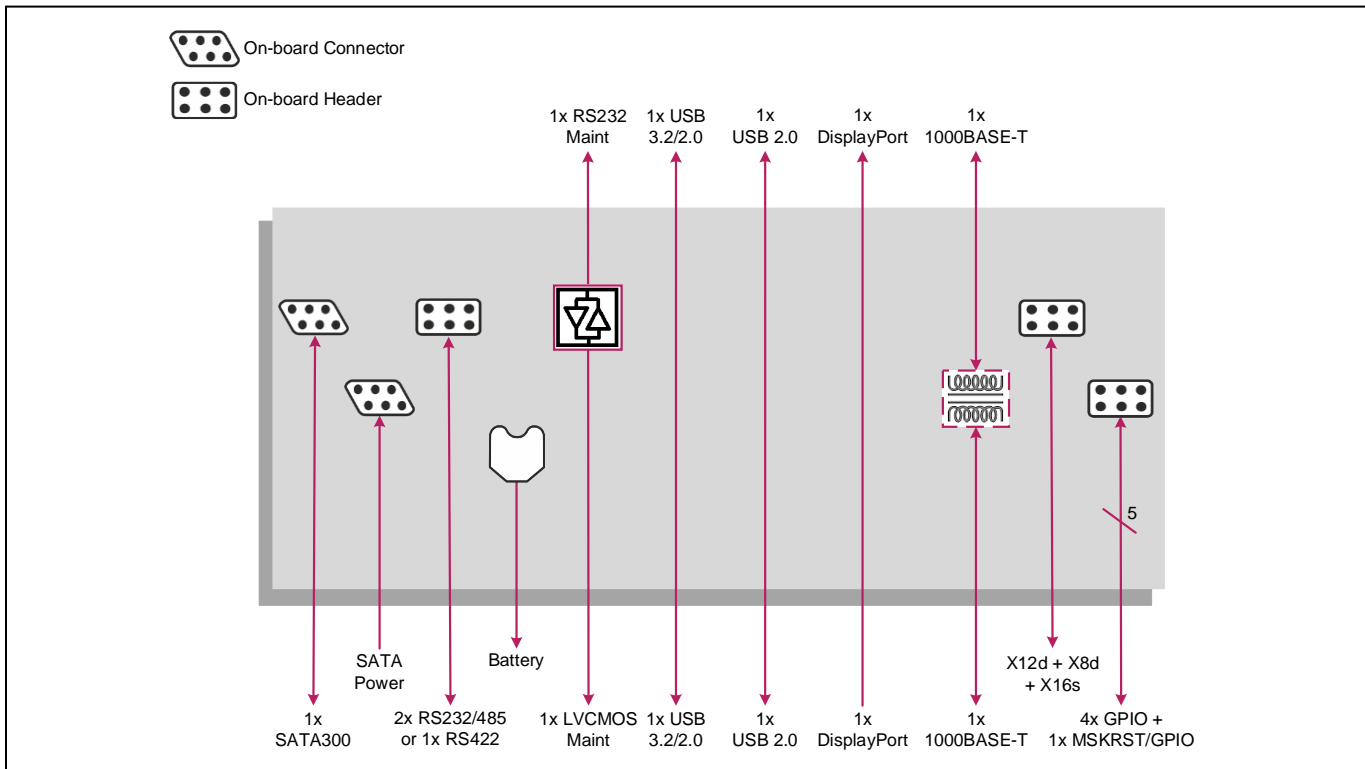 On-board Connector
On-board Header
1x RS232
Maint
1x USB
3.2/2.0
1x
USB 2.0
1x
DisplayPort
1x
1000BASE-T
5
SATA
Power
Battery
X12d + X8d
+ X16s
1x
SATA300
2x RS232/485
or 1x RS422
1x LVCMOS
Maint
1x USB
3.2/2.0
1x
USB 2.0
1x
DisplayPort
1x
1000BASE-T
4x GPIO +
1x MSKRST/GPIO